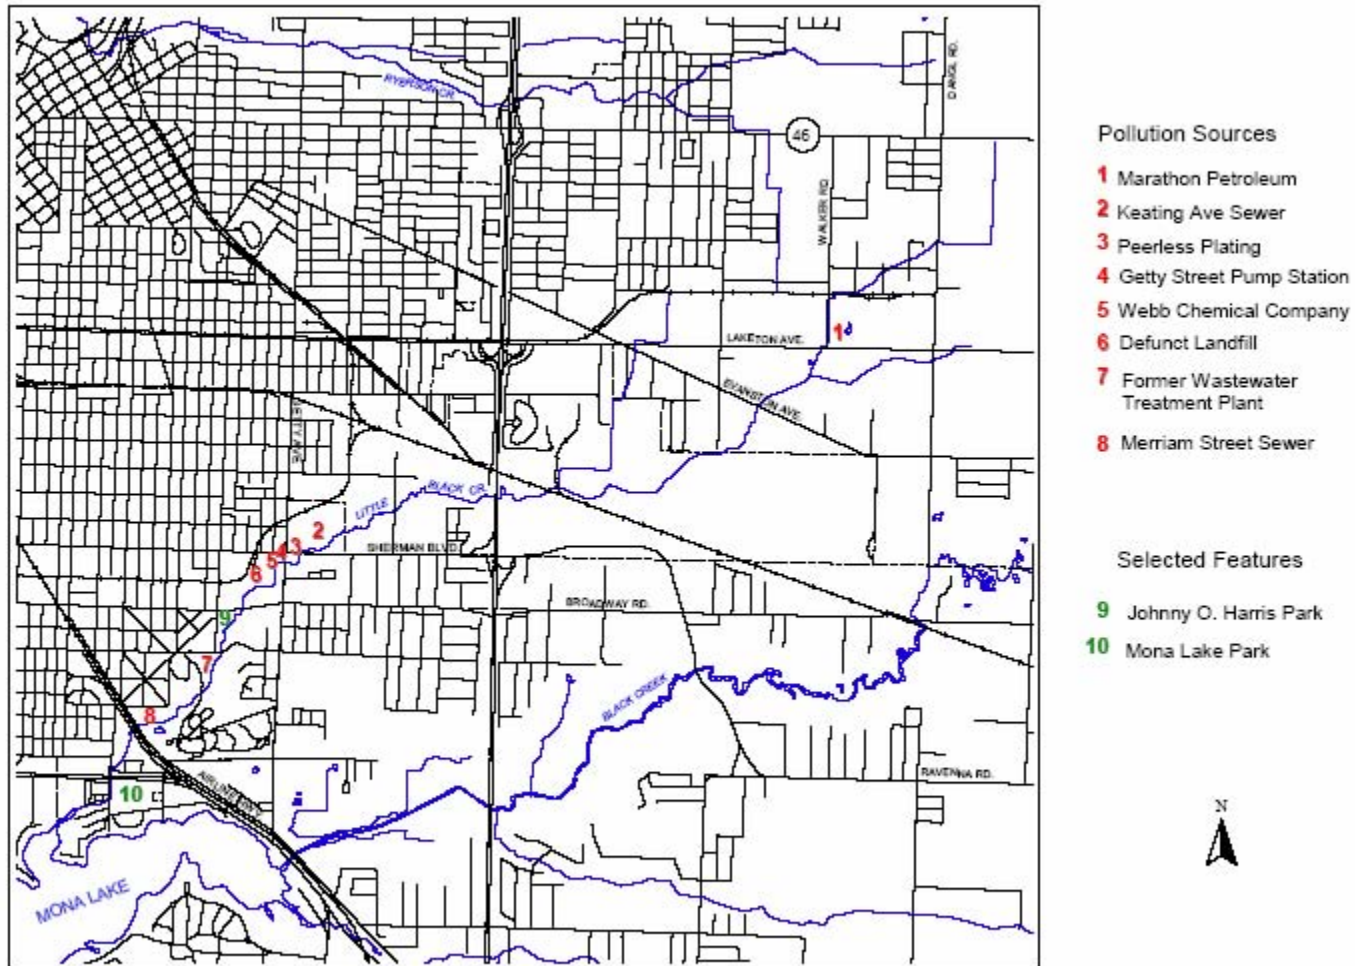 RYERSON CR.
DANGL RD.
46
WALKER RD.
1
LAKETON AVE.
EVANSTON AVE.
GETTY AVE.
LITTLE BLACK CR.
2
SHERMAN BLVD.
3
4
5
6
BROADWAY RD.
9
7
BLACK CREEK
8
RAVENNA RD.
10
MONA LAKE
Pollution Sources
1 Marathon Petroleum
2 Keating Ave Sewer
3 Peerless Plating
4 Getty Street Pump Station
5 Webb Chemical Company
6 Defunct Landfill
7 Former Wastewater
Treatment Plant
8 Merriam Street Sewer
Selected Features
9 Johnny O. Harris Park
10 Mona Lake Park
N